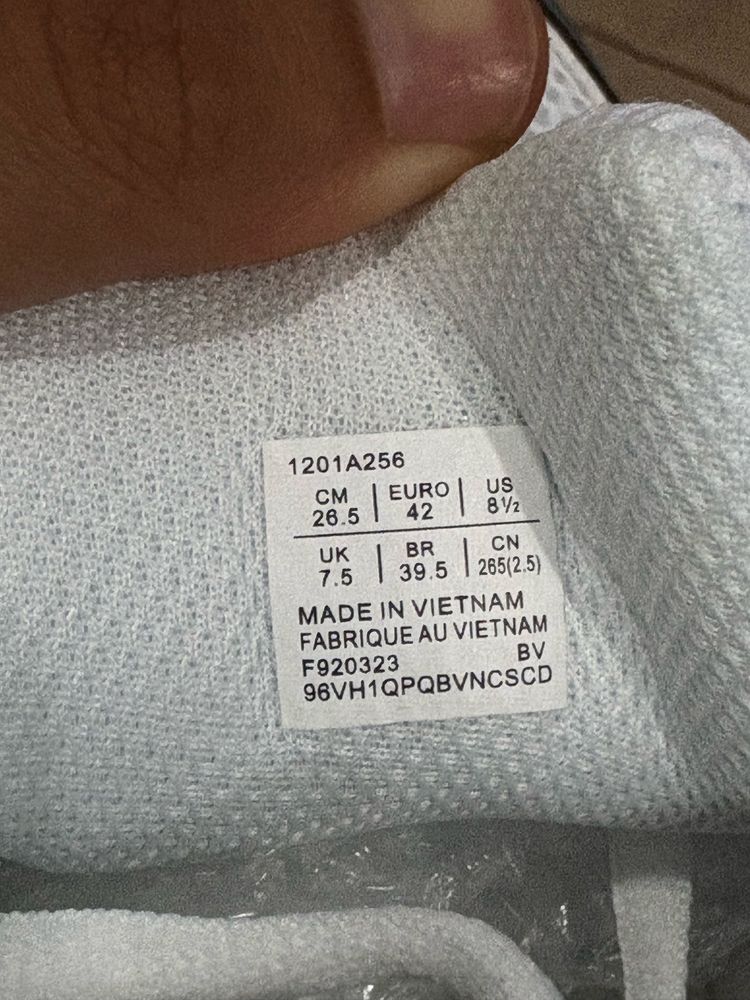 1201A256
CM | EURO | US
26.5 | 42 | 8½
UK | BR | CN
7.5 | 39.5 | 265(2.5)
MADE IN VIETNAM
FABRIQUE AU VIETNAM
F920323 BV
96VH1QPQBVNCSCD